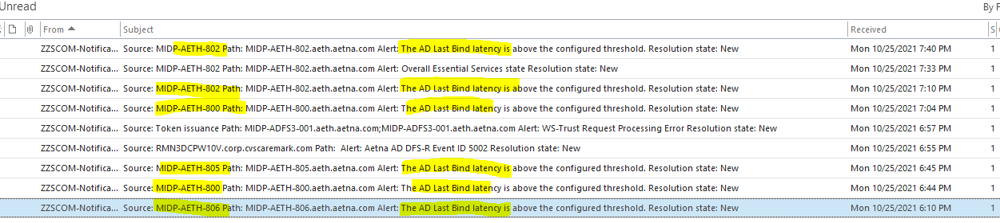 Unread By F
From Subject Received S
ZZSCOM-Notifica... Source: MIDP-AETH-802 Path: MIDP-AETH-802.aeth.aetna.com Alert: The AD Last Bind latency is above the configured threshold. Resolution state: New Mon 10/25/2021 7:40 PM 1
ZZSCOM-Notifica... Source: MIDP-AETH-802 Path: MIDP-AETH-802.aeth.aetna.com Alert: Overall Essential Services state Resolution state: New Mon 10/25/2021 7:33 PM 1
ZZSCOM-Notifica... Source: MIDP-AETH-802 Path: MIDP-AETH-802.aeth.aetna.com Alert: The AD Last Bind latency is above the configured threshold. Resolution state: New Mon 10/25/2021 7:10 PM 1
ZZSCOM-Notifica... Source: MIDP-AETH-800 Path: MIDP-AETH-800.aeth.aetna.com Alert: The AD Last Bind latency is above the configured threshold. Resolution state: New Mon 10/25/2021 7:04 PM 1
ZZSCOM-Notifica... Source: Token issuance Path: MIDP-ADFS3-001.aeth.aetna.com;MIDP-ADFS3-001.aeth.aetna.com Alert: WS-Trust Request Processing Error Resolution state: New Mon 10/25/2021 6:57 PM 1
ZZSCOM-Notifica... Source: RMN3DCPW10V.corp.cvscaremark.com Path: Alert: Aetna AD DFS-R Event ID 5002 Resolution state: New Mon 10/25/2021 6:55 PM 1
ZZSCOM-Notifica... Source: MIDP-AETH-805 Path: MIDP-AETH-805.aeth.aetna.com Alert: The AD Last Bind latency is above the configured threshold. Resolution state: New Mon 10/25/2021 6:45 PM 1
ZZSCOM-Notifica... Source: MIDP-AETH-800 Path: MIDP-AETH-800.aeth.aetna.com Alert: The AD Last Bind latency is above the configured threshold. Resolution state: New Mon 10/25/2021 6:44 PM 1
ZZSCOM-Notifica... Source: MIDP-AETH-806 Path: MIDP-AETH-806.aeth.aetna.com Alert: The AD Last Bind latency is above the configured threshold. Resolution state: New Mon 10/25/2021 6:10 PM 1